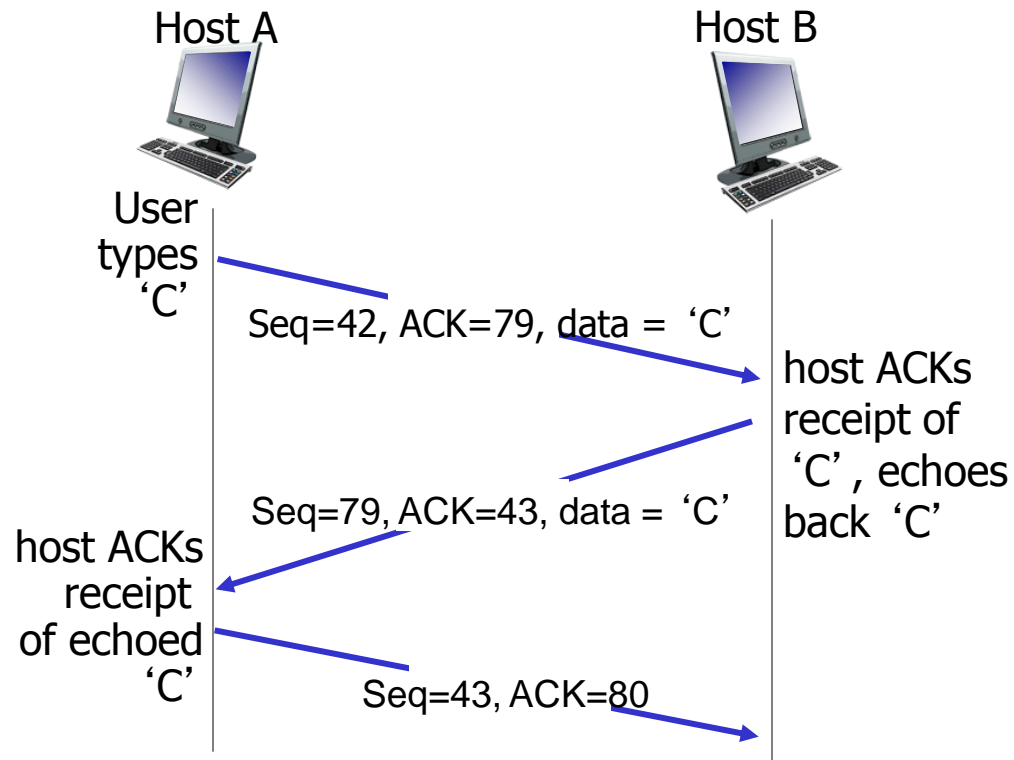 Host A
Host B
User
types
‘C’
Seq=42, ACK=79, data = ‘C’
host ACKs
receipt of
‘C’, echoes
back ‘C’
Seq=79, ACK=43, data = ‘C’
host ACKs
receipt
of echoed
‘C’
Seq=43, ACK=80